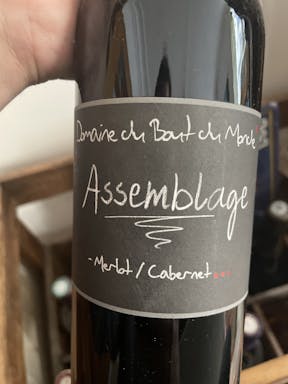 Domaine du Bout du Monde
Assemblage
- Merlot / Cabernet...